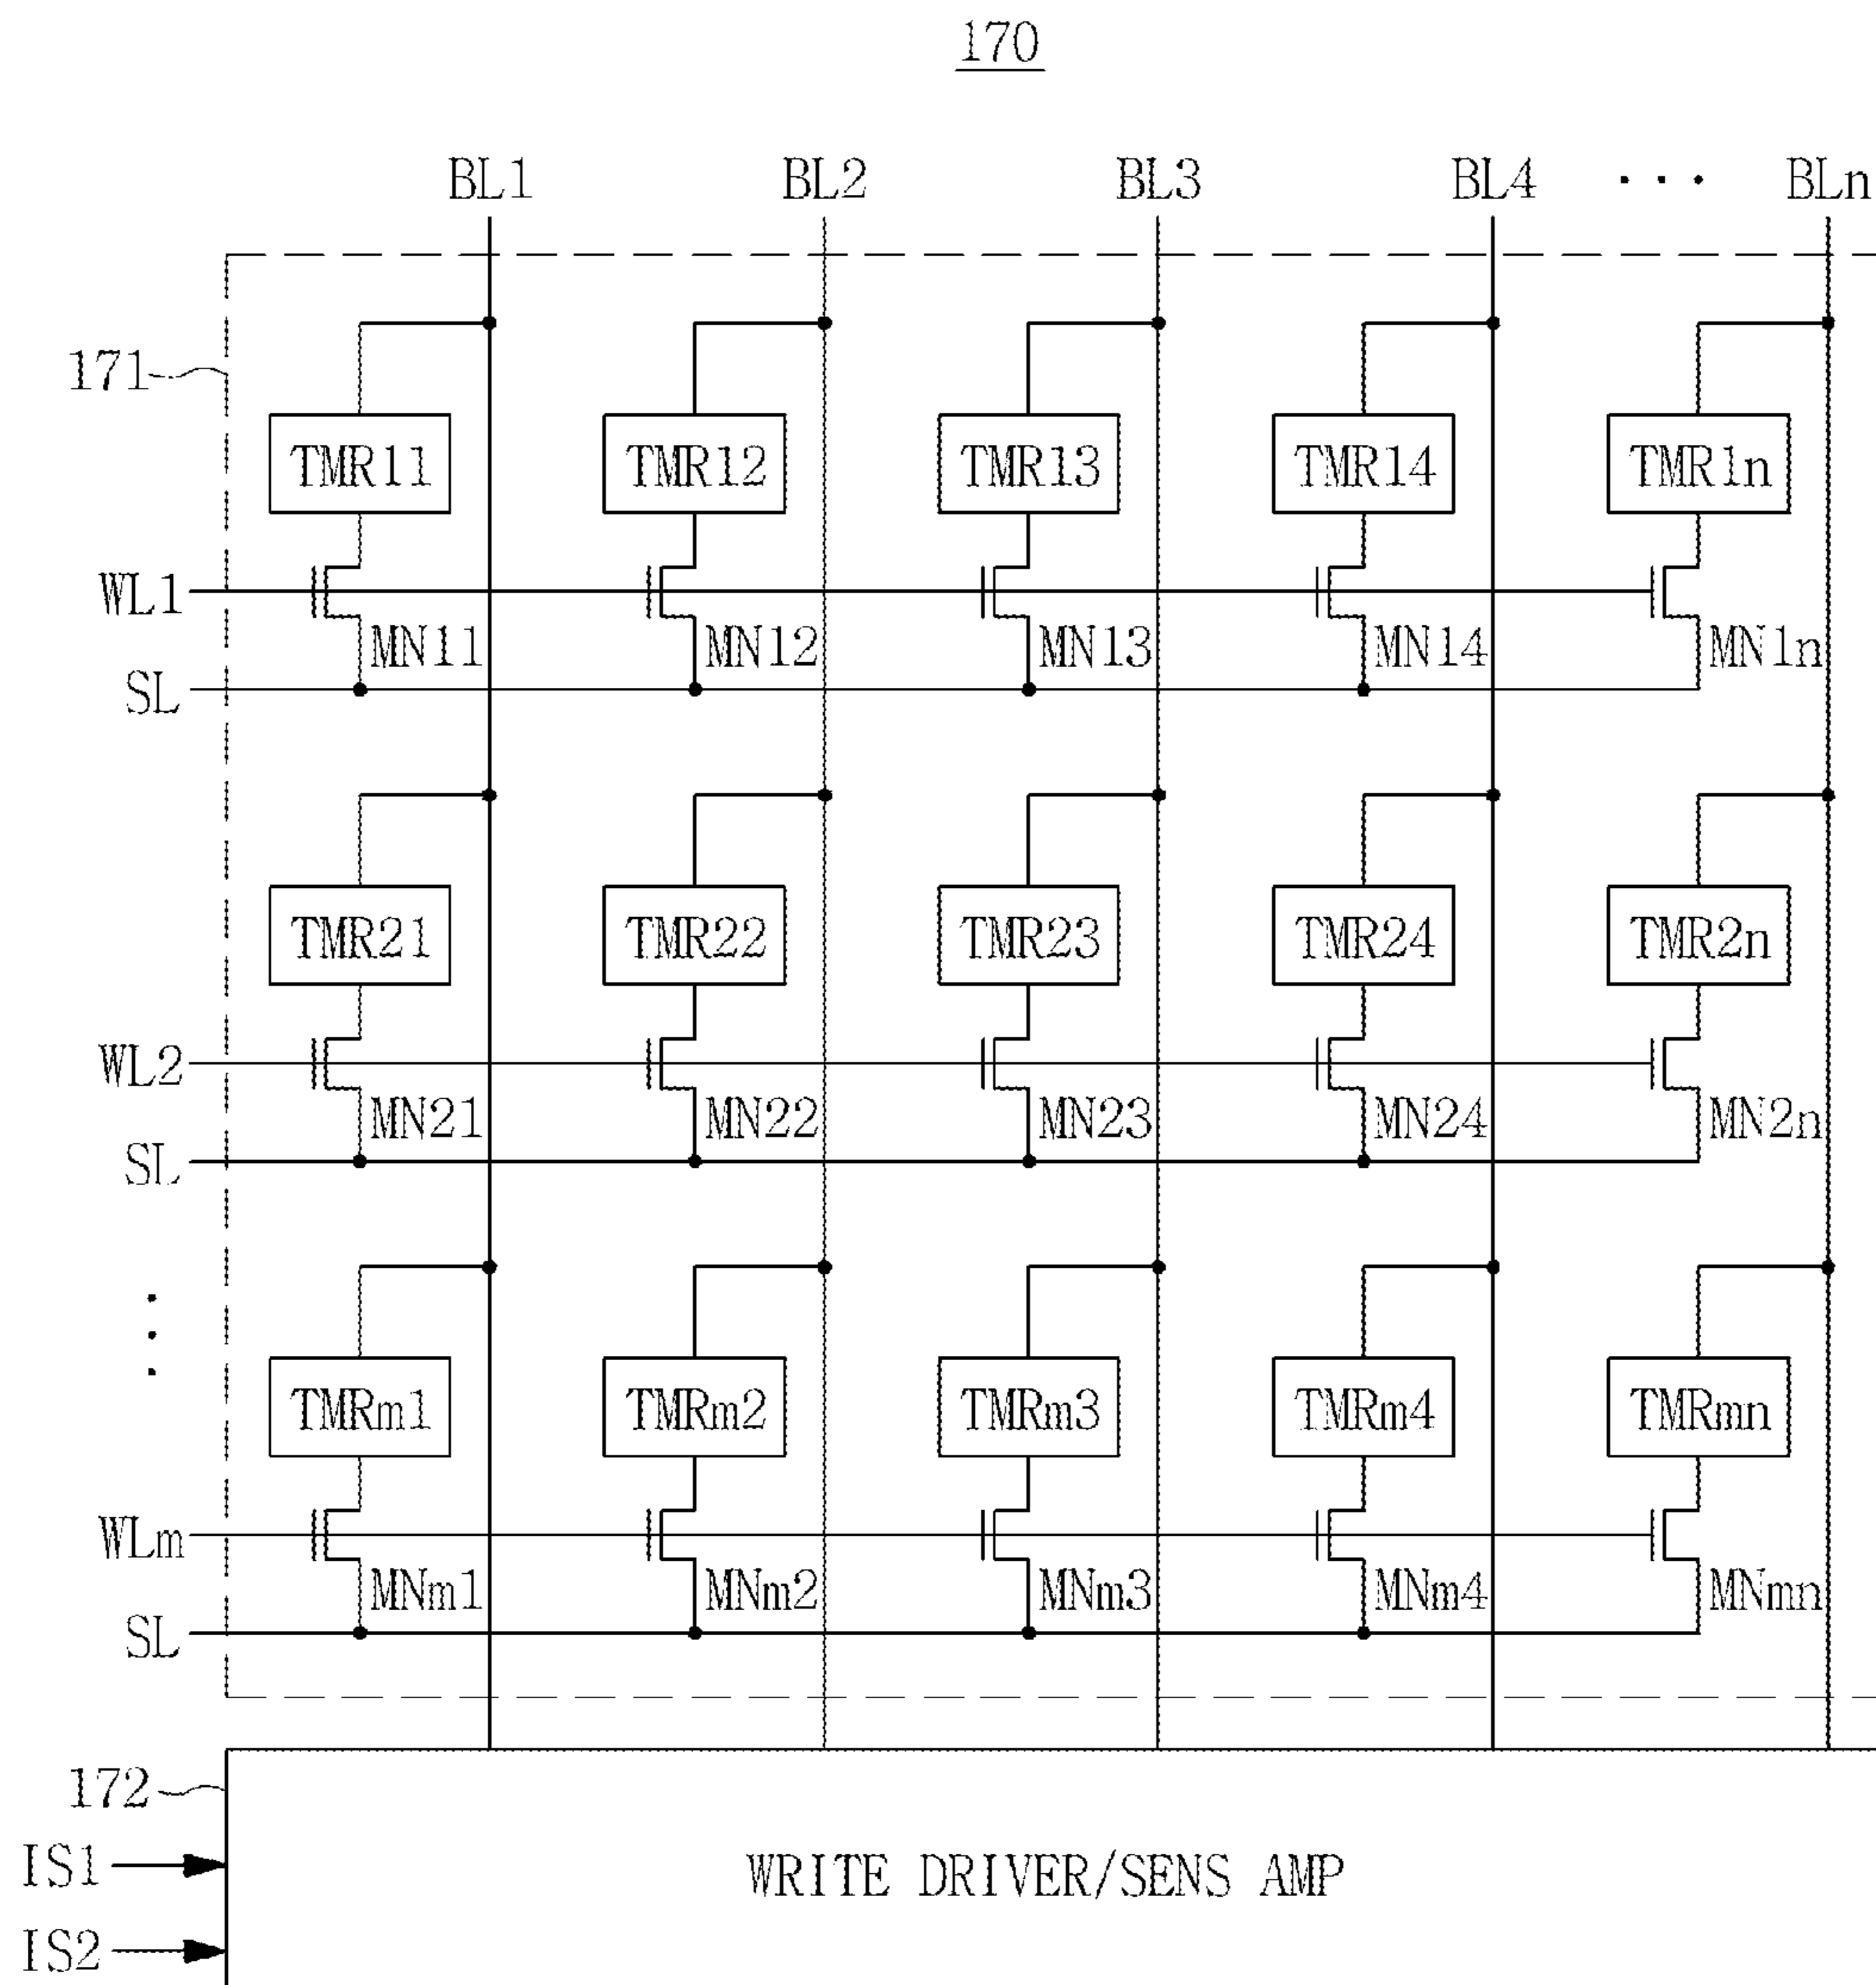 170
BL1 BL2 BL3 BL4 ... BLn
171
TMR11 TMR12 TMR13 TMR14 TMR1n
WL1
MN11 MN12 MN13 MN14 MN1n
SL
TMR21 TMR22 TMR23 TMR24 TMR2n
WL2
MN21 MN22 MN23 MN24 MN2n
SL
TMRm1 TMRm2 TMRm3 TMRm4 TMRmn
WLm
MNm1 MNm2 MNm3 MNm4 MNmn
SL
172
IS1
WRITE DRIVER/SENS AMP
IS2